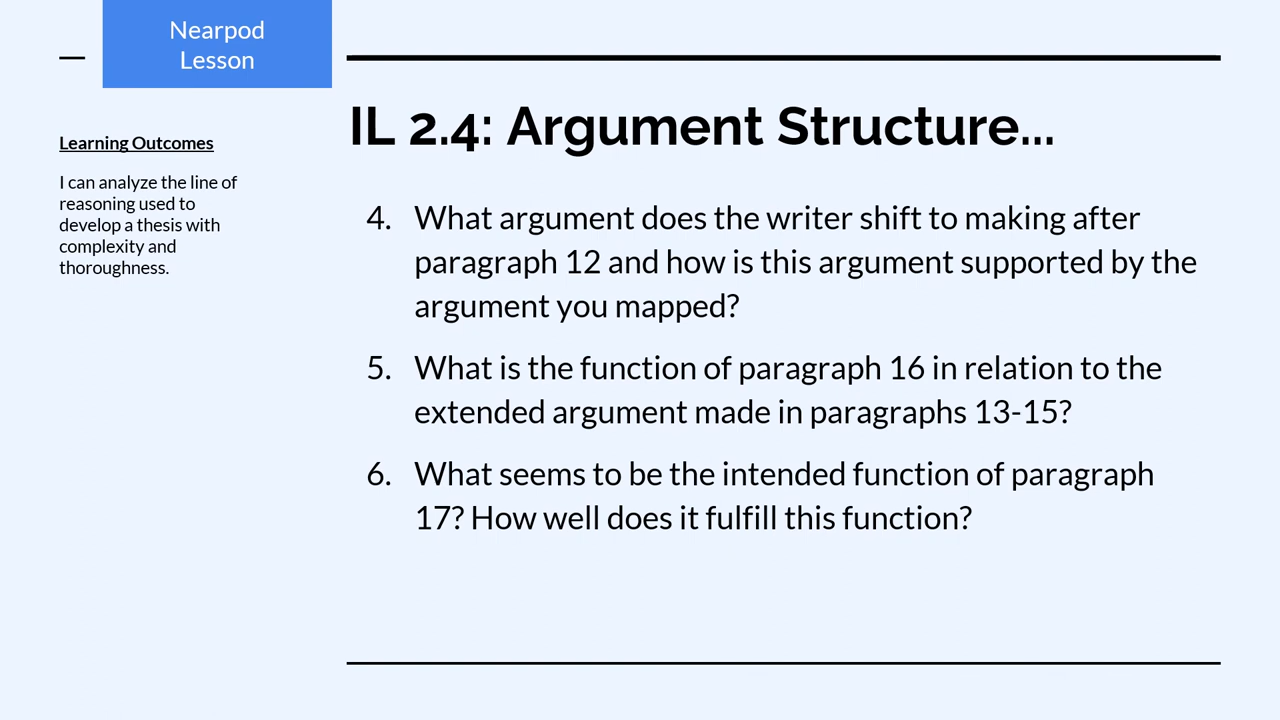 Nearpod
Lesson
Learning Outcomes
I can analyze the line of
reasoning used to
develop a thesis with
complexity and
thoroughness.
IL 2.4: Argument Structure...
4. What argument does the writer shift to making after
paragraph 12 and how is this argument supported by the
argument you mapped?
5. What is the function of paragraph 16 in relation to the
extended argument made in paragraphs 13-15?
6. What seems to be the intended function of paragraph
17? How well does it fulfill this function?